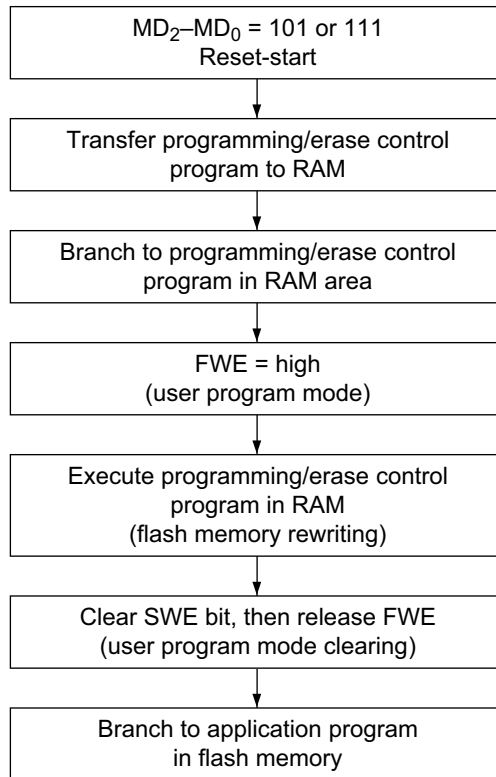 MD₂–MD₀ = 101 or 111
Reset-start
Transfer programming/erase control
program to RAM
Branch to programming/erase control
program in RAM area
FWE = high
(user program mode)
Execute programming/erase control
program in RAM
(flash memory rewriting)
Clear SWE bit, then release FWE
(user program mode clearing)
Branch to application program
in flash memory